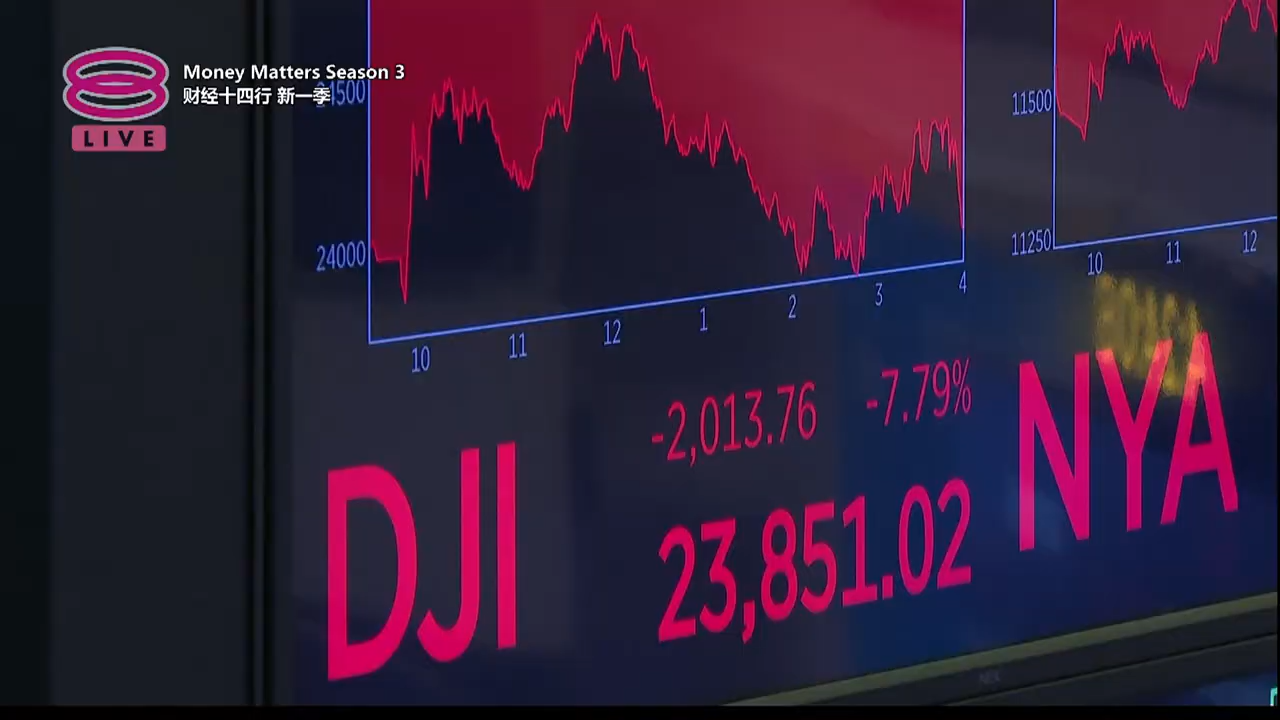 Money Matters Season 3
财经十四行 新一季
LIVE
24500
24000
10 11 12 1 2 3 4
-2,013.76 -7.79%
DJI 23,851.02
11500
11250
10 11 12
NYA